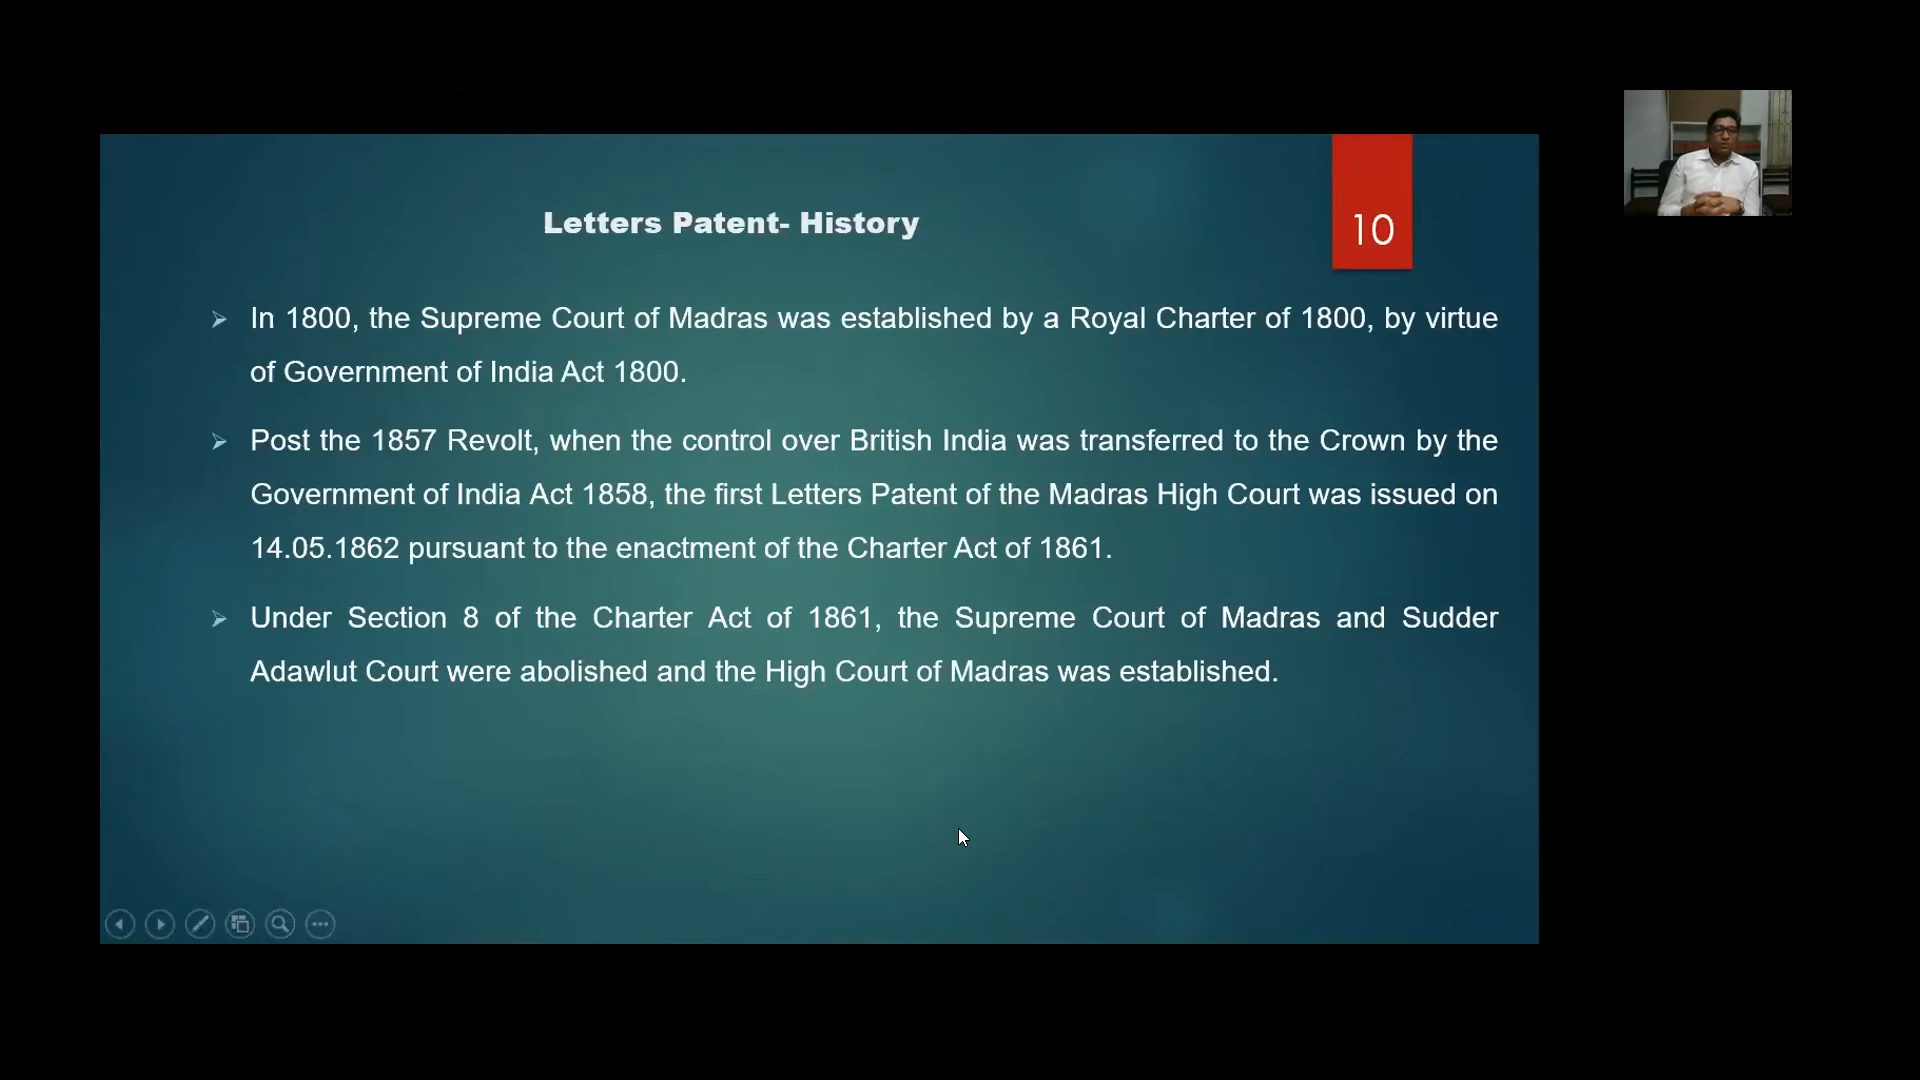 Letters Patent- History
10
In 1800, the Supreme Court of Madras was established by a Royal Charter of 1800, by virtue
of Government of India Act 1800.
Post the 1857 Revolt, when the control over British India was transferred to the Crown by the
Government of India Act 1858, the first Letters Patent of the Madras High Court was issued on
14.05.1862 pursuant to the enactment of the Charter Act of 1861.
Under Section 8 of the Charter Act of 1861, the Supreme Court of Madras and Sudder
Adawlut Court were abolished and the High Court of Madras was established.